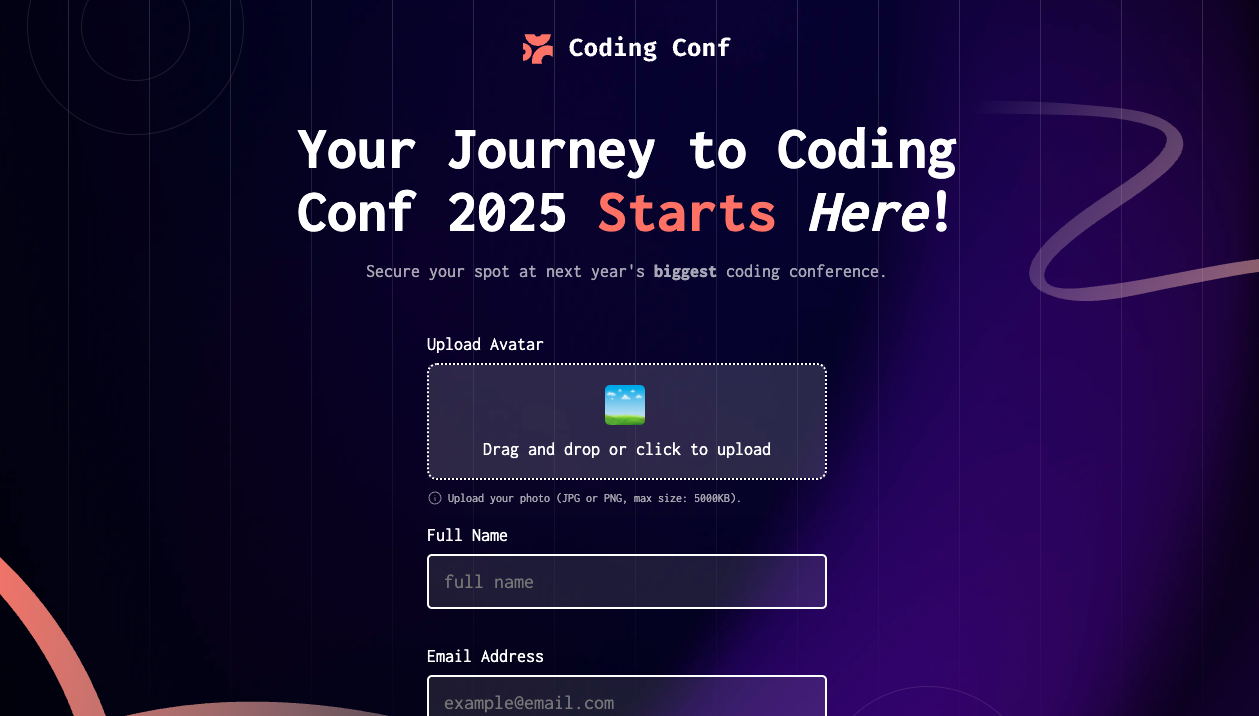 Coding Conf
Your Journey to Coding
Conf 2025 Starts Here!
Secure your spot at next year's biggest coding conference.
Upload Avatar
Drag and drop or click to upload
Upload your photo (JPG or PNG, max size: 5000KB).
Full Name
full name
Email Address
example@email.com